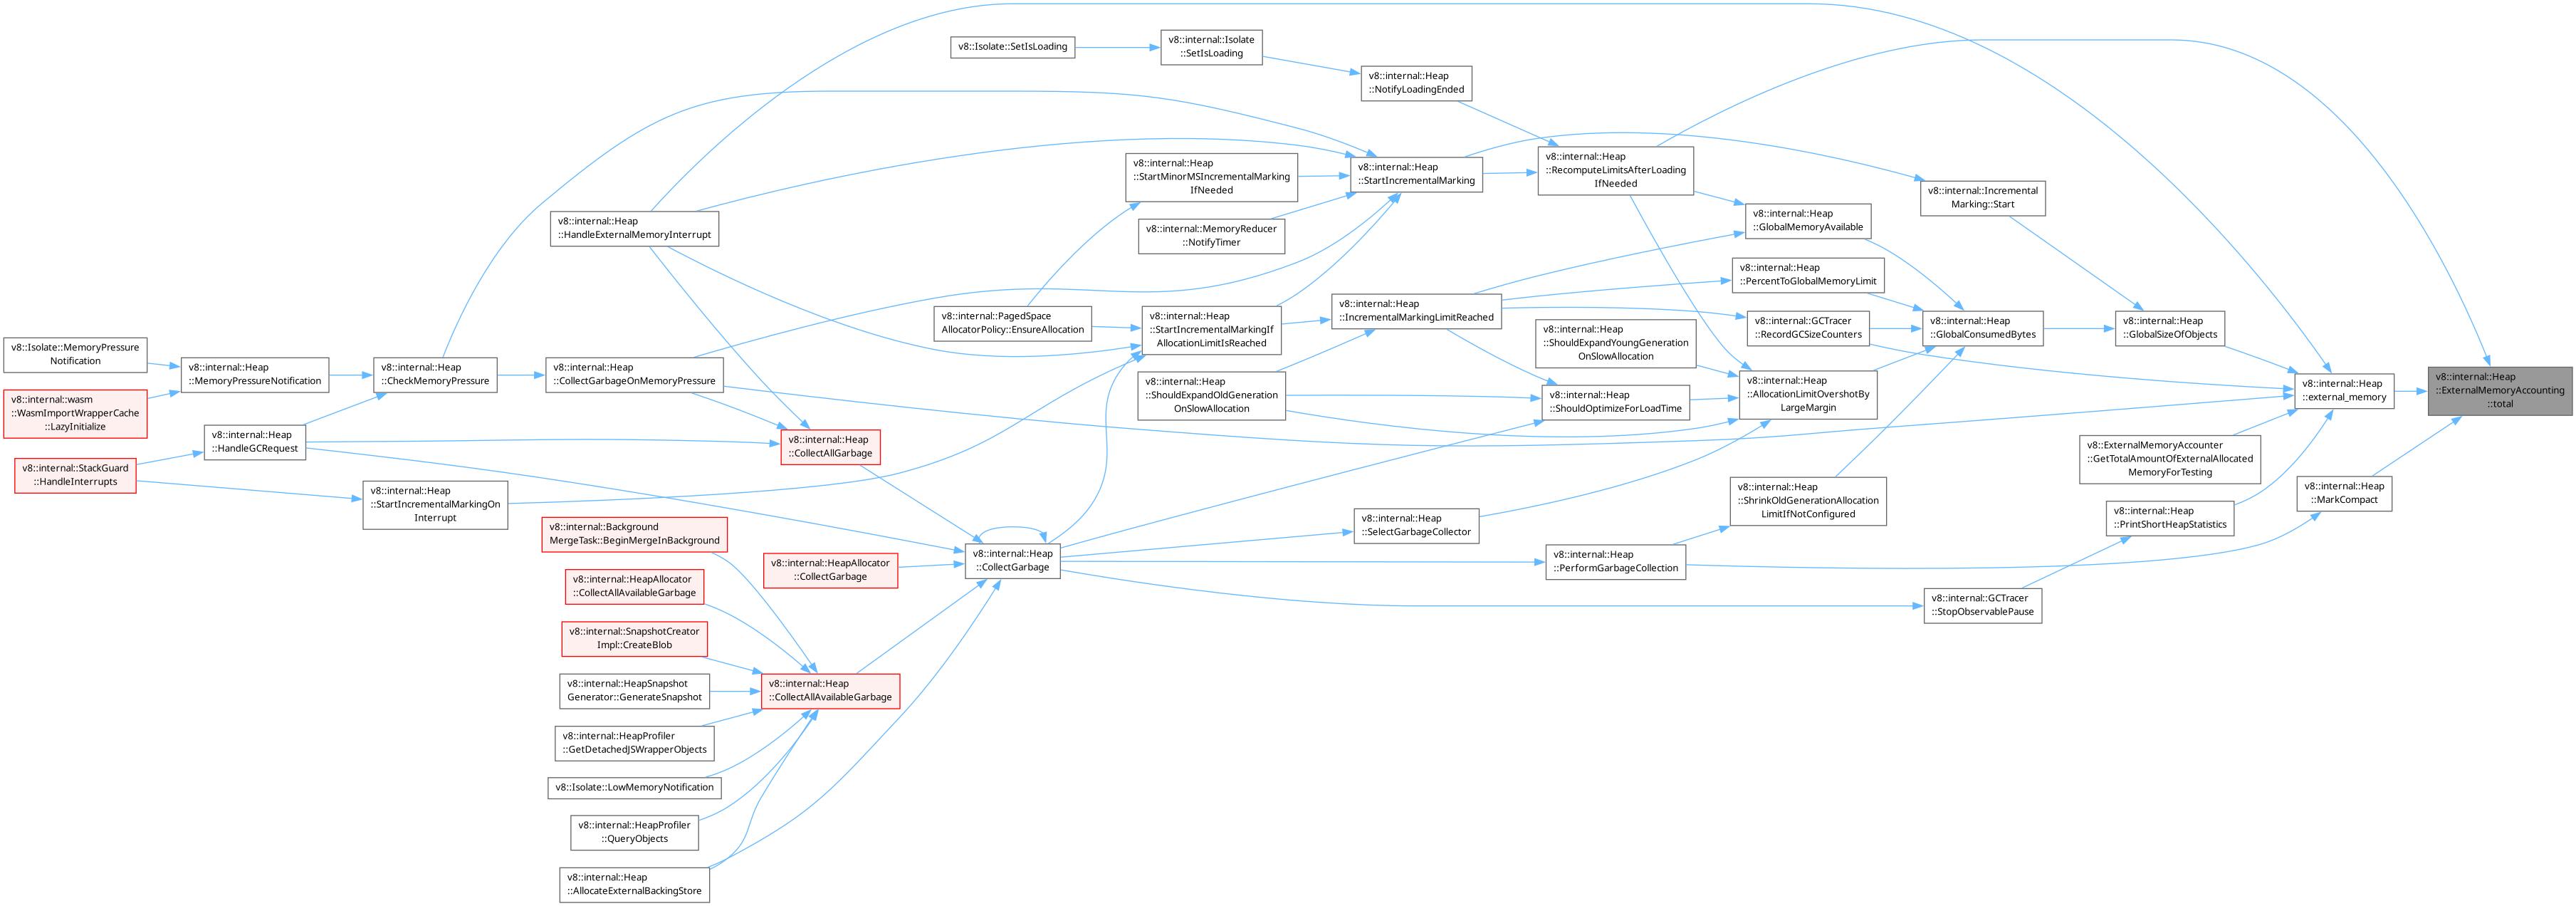 v8::Isolate::MemoryPressure
Notification
v8::internal::wasm
::WasmImportWrapperCache
::LazyInitialize
v8::internal::StackGuard
::HandleInterrupts
v8::internal::Heap
::MemoryPressureNotification
v8::internal::Heap
::HandleGCRequest
v8::internal::Heap
::CheckMemoryPressure
v8::internal::Heap
::StartIncrementalMarkingOn
Interrupt
v8::internal::Heap
::HandleExternalMemoryInterrupt
v8::internal::Heap
::CollectGarbageOnMemoryPressure
v8::internal::Background
MergeTask::BeginMergeInBackground
v8::internal::HeapAllocator
::CollectAllAvailableGarbage
v8::internal::SnapshotCreator
Impl::CreateBlob
v8::internal::HeapSnapshot
Generator::GenerateSnapshot
v8::internal::HeapProfiler
::GetDetachedJSWrapperObjects
v8::Isolate::LowMemoryNotification
v8::internal::HeapProfiler
::QueryObjects
v8::internal::Heap
::AllocateExternalBackingStore
v8::internal::Heap
::CollectAllGarbage
v8::internal::HeapAllocator
::CollectGarbage
v8::internal::Heap
::CollectAllAvailableGarbage
v8::Isolate::SetIsLoading
v8::internal::PagedSpace
AllocatorPolicy::EnsureAllocation
v8::internal::Heap
::CollectGarbage
v8::internal::Isolate
::SetIsLoading
v8::internal::Heap
::StartMinorMSIncrementalMarking
IfNeeded
v8::internal::MemoryReducer
::NotifyTimer
v8::internal::Heap
::StartIncrementalMarkingIf
AllocationLimitIsReached
v8::internal::Heap
::ShouldExpandOldGeneration
OnSlowAllocation
v8::internal::Heap
::NotifyLoadingEnded
v8::internal::Heap
::StartIncrementalMarking
v8::internal::Heap
::IncrementalMarkingLimitReached
v8::internal::Heap
::SelectGarbageCollector
v8::internal::Heap
::RecomputeLimitsAfterLoading
IfNeeded
v8::internal::Heap
::ShouldExpandYoungGeneration
OnSlowAllocation
v8::internal::Heap
::ShouldOptimizeForLoadTime
v8::internal::Heap
::PerformGarbageCollection
v8::internal::Heap
::GlobalMemoryAvailable
v8::internal::Heap
::PercentToGlobalMemoryLimit
v8::internal::GCTracer
::RecordGCSizeCounters
v8::internal::Heap
::AllocationLimitOvershotBy
LargeMargin
v8::internal::Heap
::ShrinkOldGenerationAllocation
LimitIfNotConfigured
v8::internal::Incremental
Marking::Start
v8::internal::Heap
::GlobalConsumedBytes
v8::internal::GCTracer
::StopObservablePause
v8::internal::Heap
::GlobalSizeOfObjects
v8::ExternalMemoryAccounter
::GetTotalAmountOfExternalAllocated
MemoryForTesting
v8::internal::Heap
::PrintShortHeapStatistics
v8::internal::Heap
::external_memory
v8::internal::Heap
::MarkCompact
v8::internal::Heap
::ExternalMemoryAccounting
::total